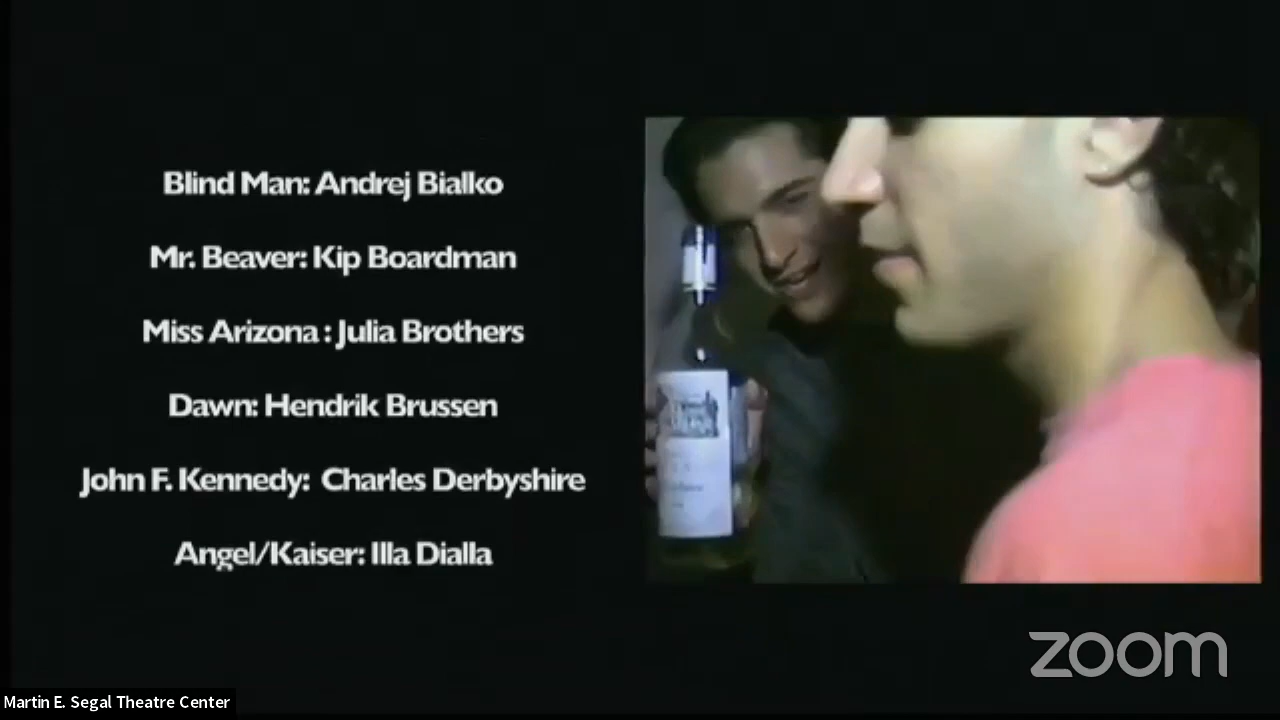 Blind Man: Andrej Bialko
Mr. Beaver: Kip Boardman
Miss Arizona : Julia Brothers
Dawn: Hendrik Brussen
John F. Kennedy: Charles Derbyshire
Angel/Kaiser: Illa Dialla
zoom
Martin E. Segal Theatre Center